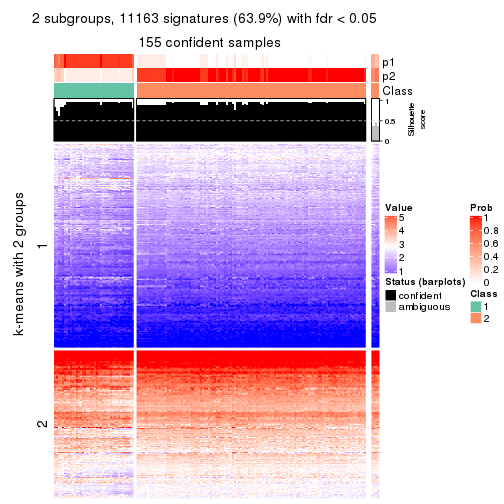 2 subgroups, 11163 signatures (63.9%) with fdr < 0.05
155 confident samples
p1
p2
Class
1
0.5
0
Silhouette
score
k-means with 2 groups
1
2
Value
5
4
3
2
1
Prob
1
0.8
0.6
0.4
0.2
0
Status (barplots)
confident
ambiguous
Class
1
2